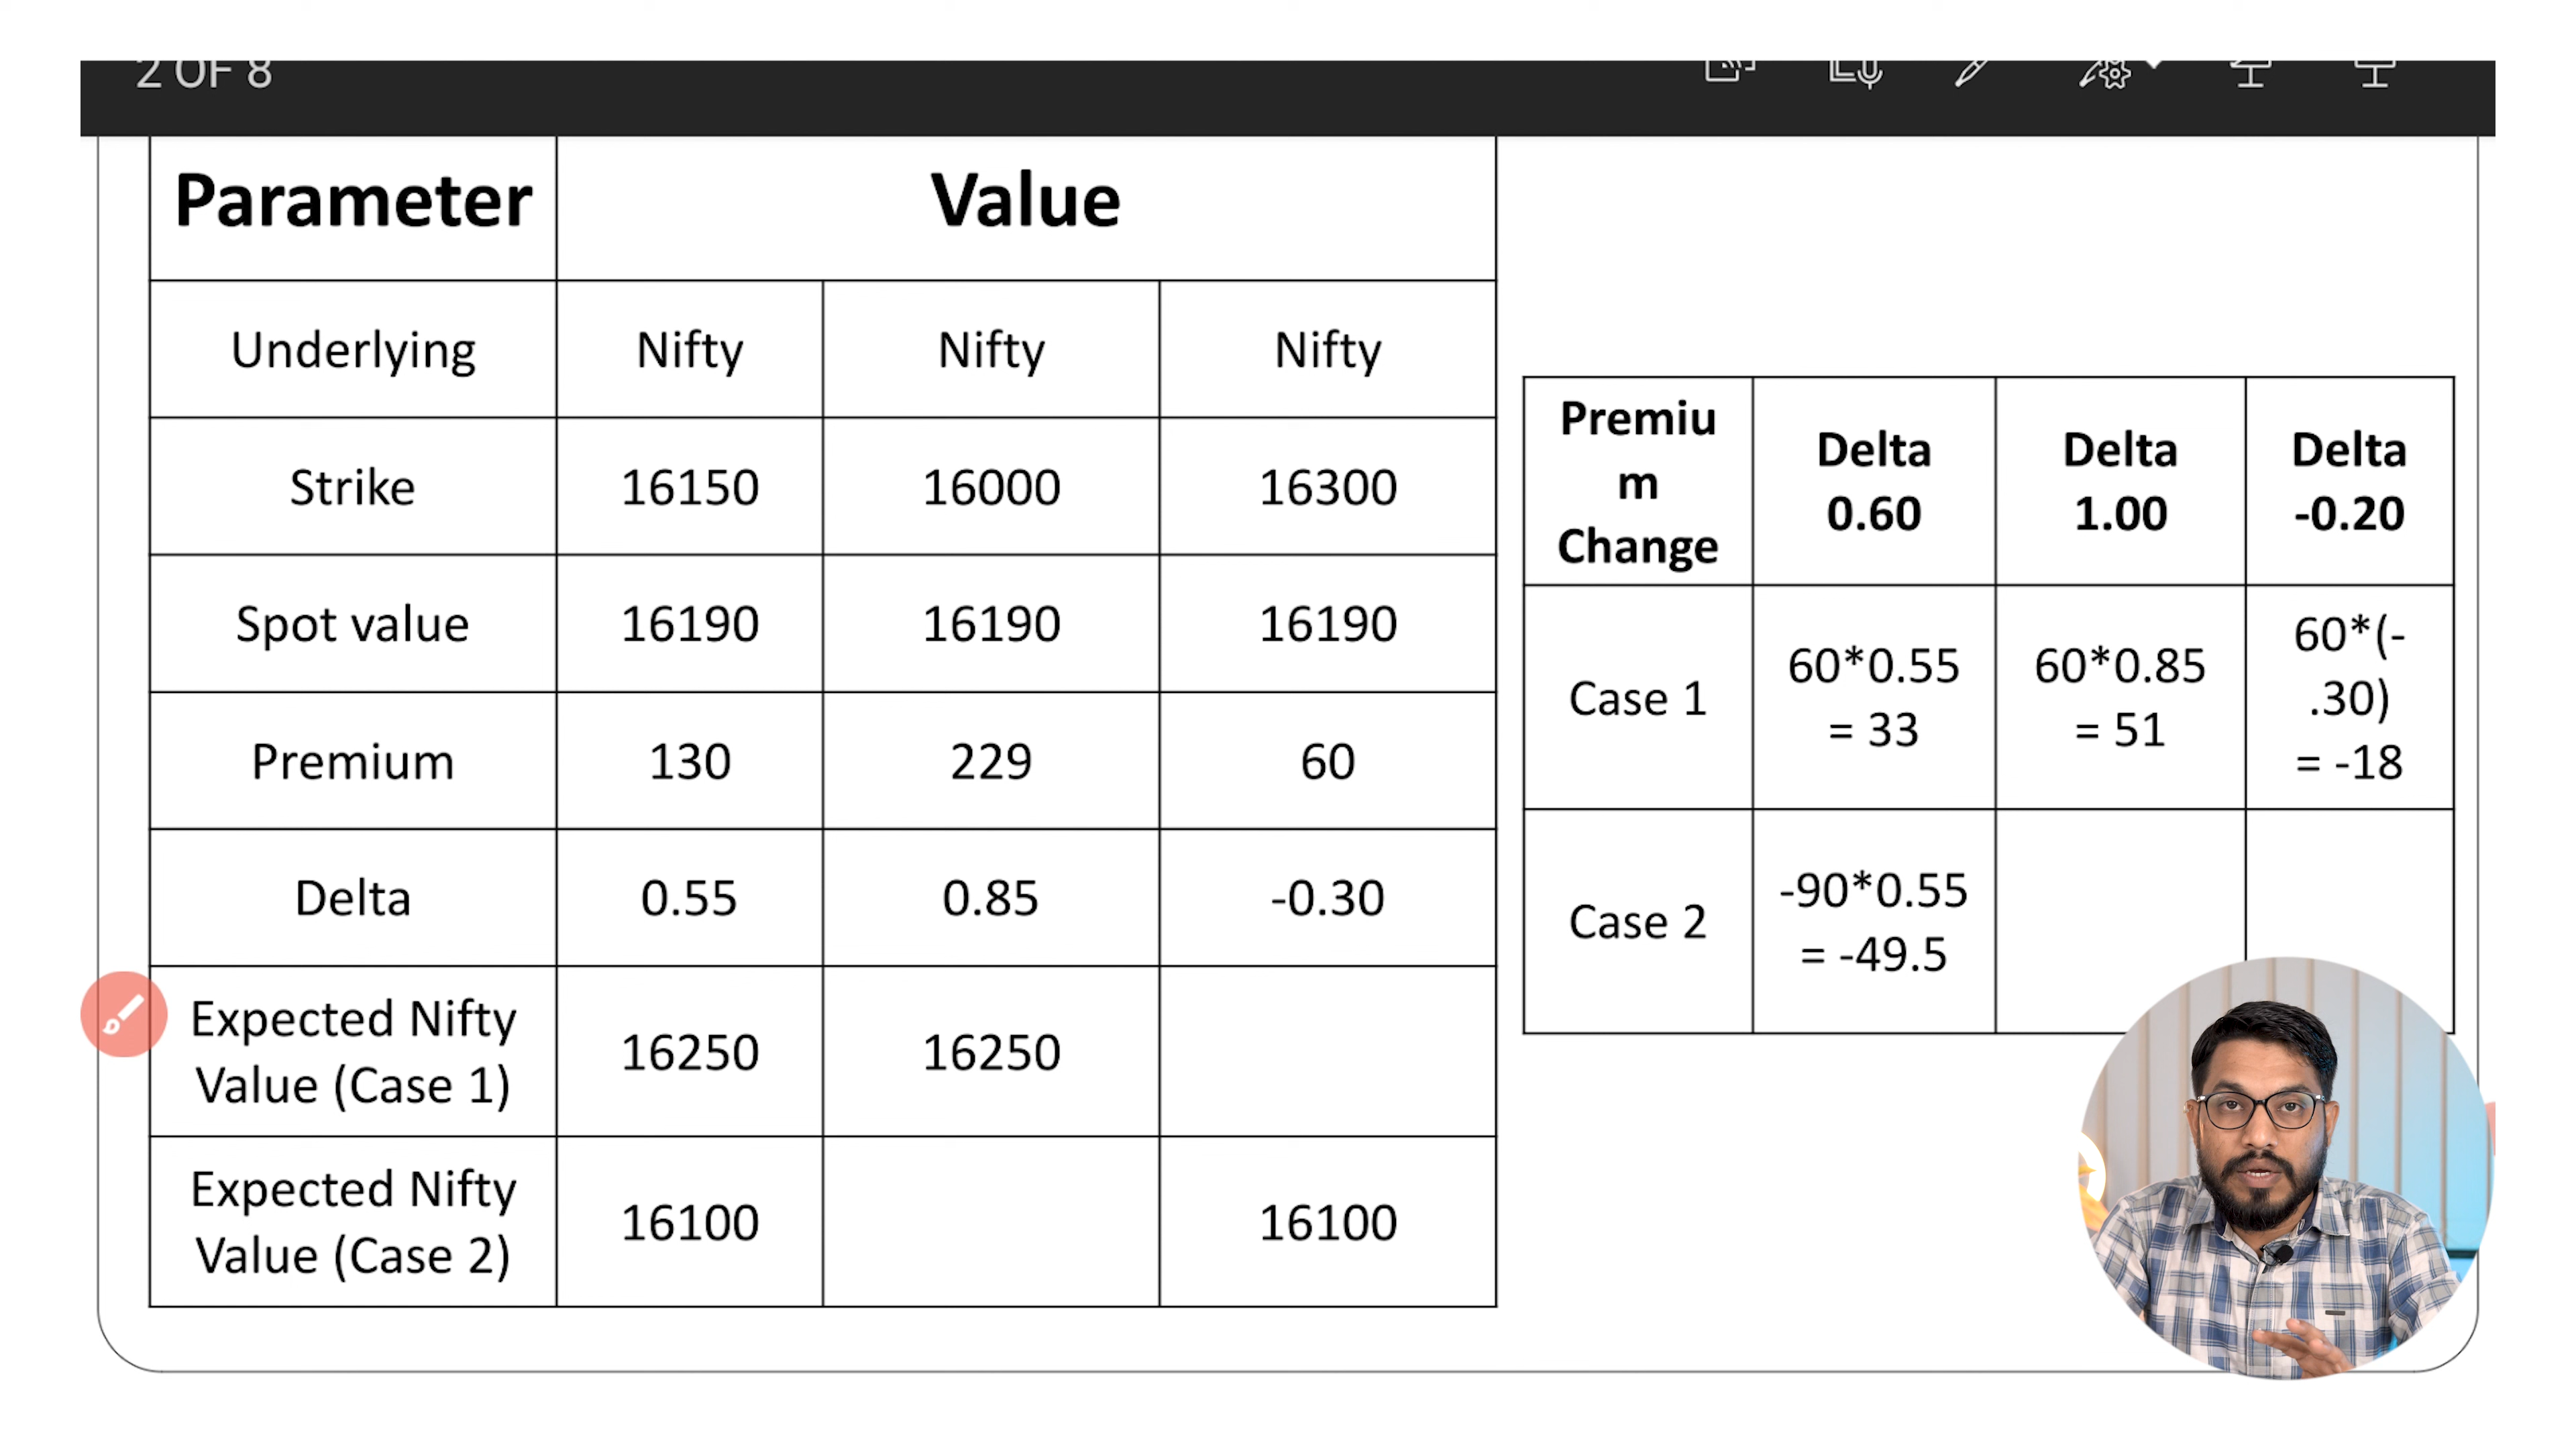 2 OF 8
Parameter Value
Underlying Nifty Nifty Nifty
Strike 16150 16000 16300
Spot value 16190 16190 16190
Premium 130 229 60
Delta 0.55 0.85 -0.30
Expected Nifty
Value (Case 1) 16250 16250
Expected Nifty
Value (Case 2) 16100 16100
Premiu
m
Change
Delta
0.60
Delta
1.00
Delta
-0.20
Case 1
60*0.55
= 33
60*0.85
= 51
60*(-
.30)
= -18
Case 2
-90*0.55
= -49.5